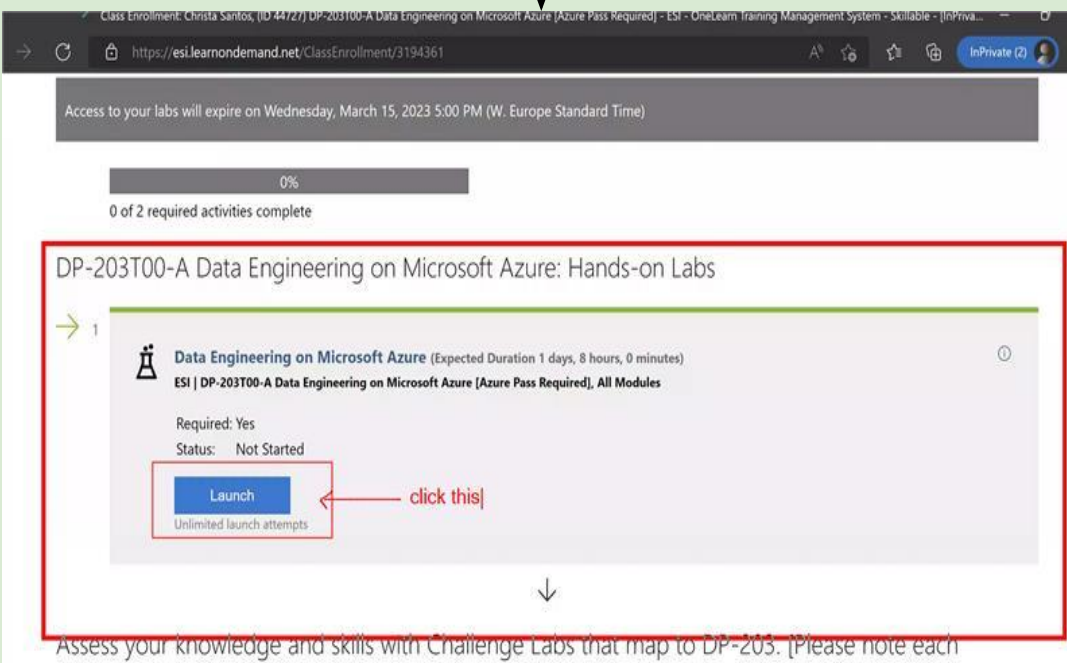 Class Enrollment: Christa Santos, (ID 44727) DP-203T00-A Data Engineering on Microsoft Azure [Azure Pass Required] - ESI - OneLearn Training Management System - Skillable - [InPriva...
https://esi.learnondemand.net/ClassEnrollment/3194361
InPrivate (2)
Access to your labs will expire on Wednesday, March 15, 2023 5:00 PM (W. Europe Standard Time)
0%
0 of 2 required activities complete
DP-203T00-A Data Engineering on Microsoft Azure: Hands-on Labs
1
Data Engineering on Microsoft Azure (Expected Duration 1 days, 8 hours, 0 minutes)
ESI | DP-203T00-A Data Engineering on Microsoft Azure [Azure Pass Required], All Modules
Required: Yes
Status: Not Started
Launch
click this
Unlimited launch attempts
Assess your knowledge and skills with Challenge Labs that map to DP-203. [Please note each